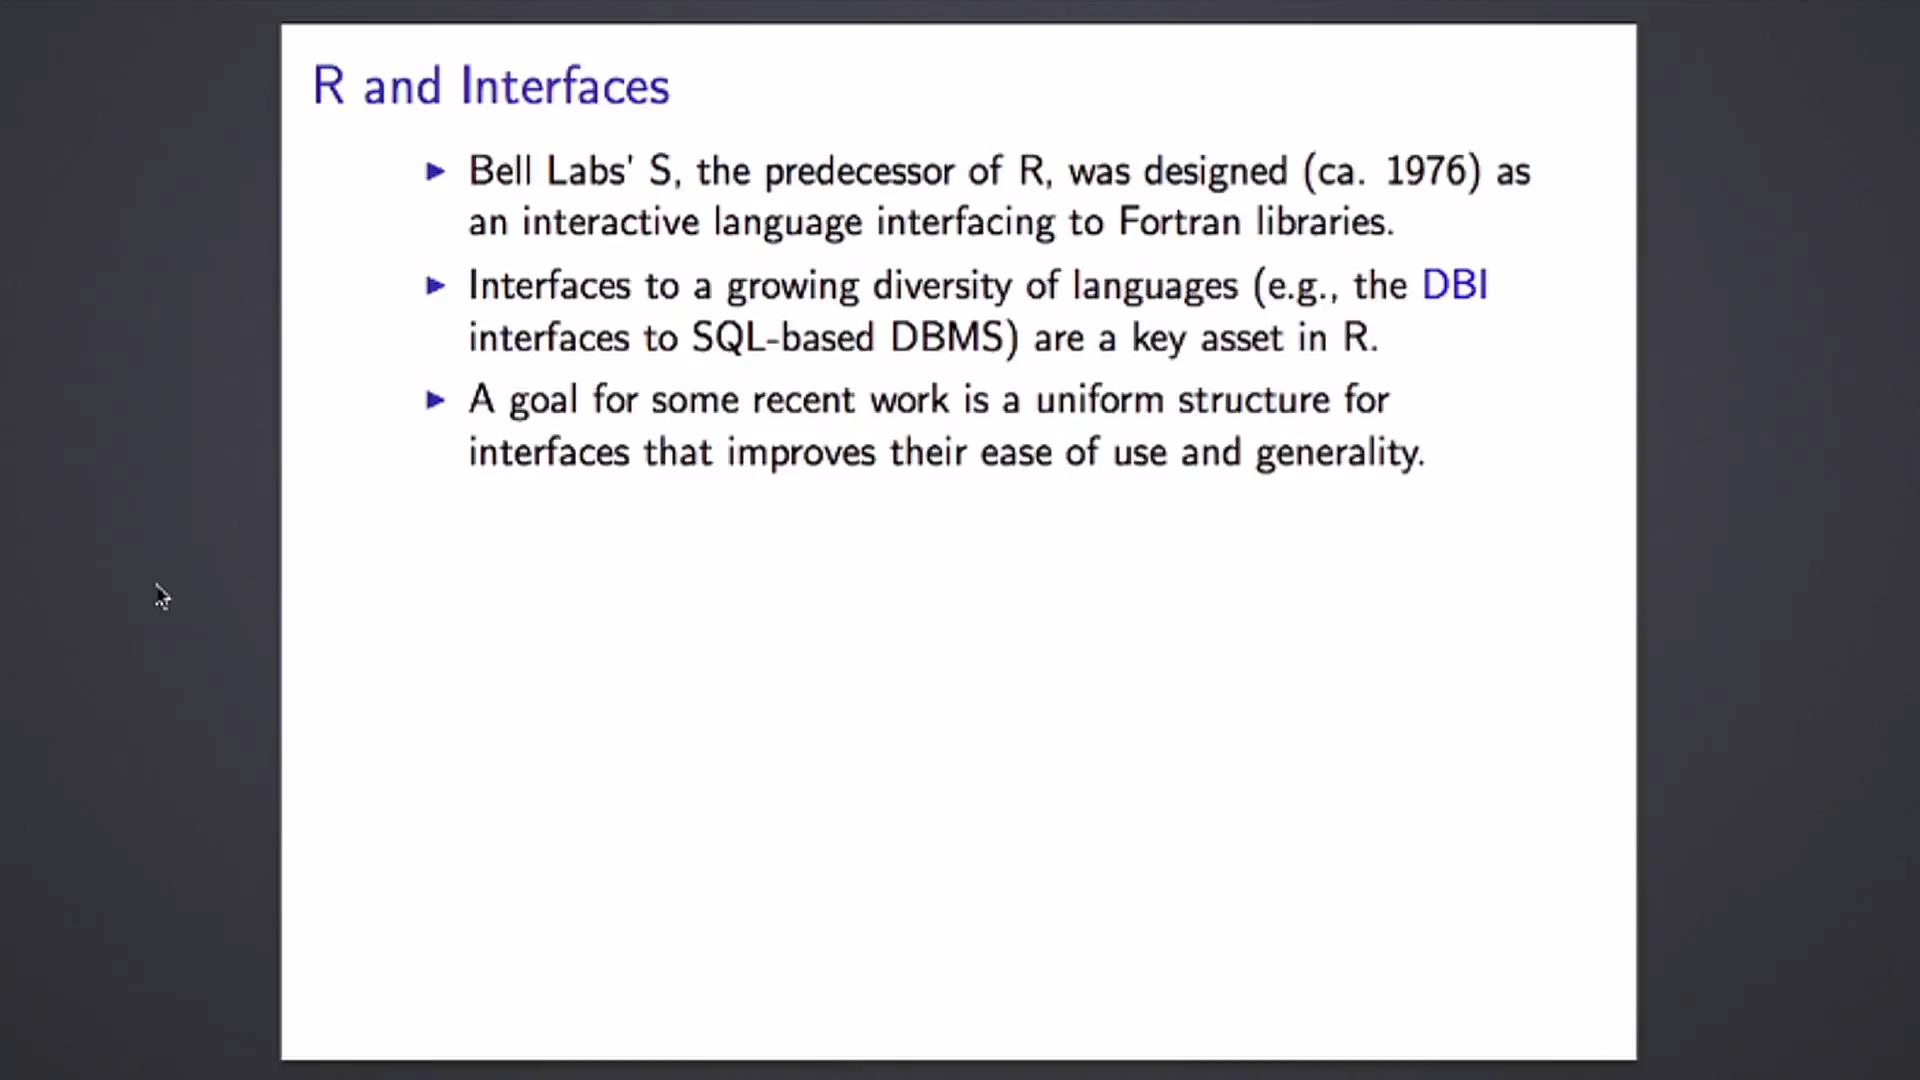 R and Interfaces
▶ Bell Labs' S, the predecessor of R, was designed (ca. 1976) as
an interactive language interfacing to Fortran libraries.
▶ Interfaces to a growing diversity of languages (e.g., the DBI
interfaces to SQL-based DBMS) are a key asset in R.
▶ A goal for some recent work is a uniform structure for
interfaces that improves their ease of use and generality.